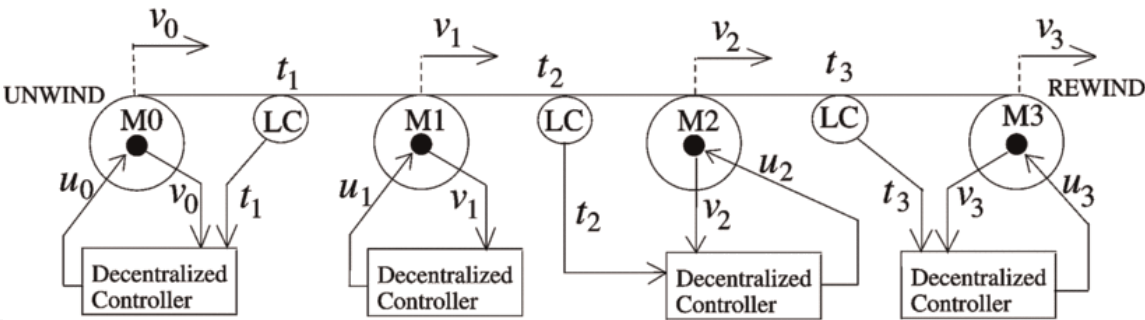 v0 v1 v2 v3
t1 t2 t3
UNWIND REWIND
M0 LC M1 LC M2 LC M3
u0 v0 t1 u1 v1 t2 v2 u2 t3 v3 u3
Decentralized Decentralized Decentralized Decentralized
Controller Controller Controller Controller